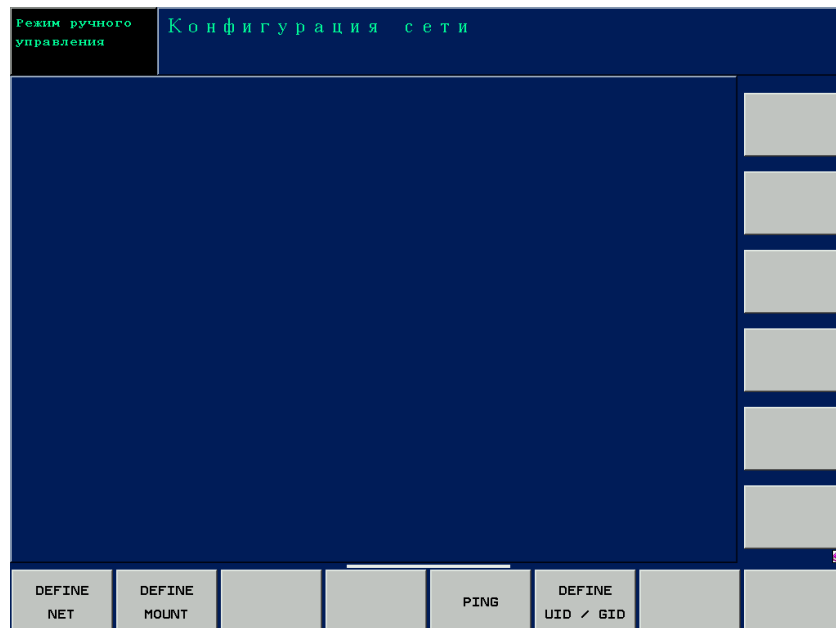 Режим ручного
управления
Конфигурация сети
DEFINE
NET
DEFINE
MOUNT
PING
DEFINE
UID / GID